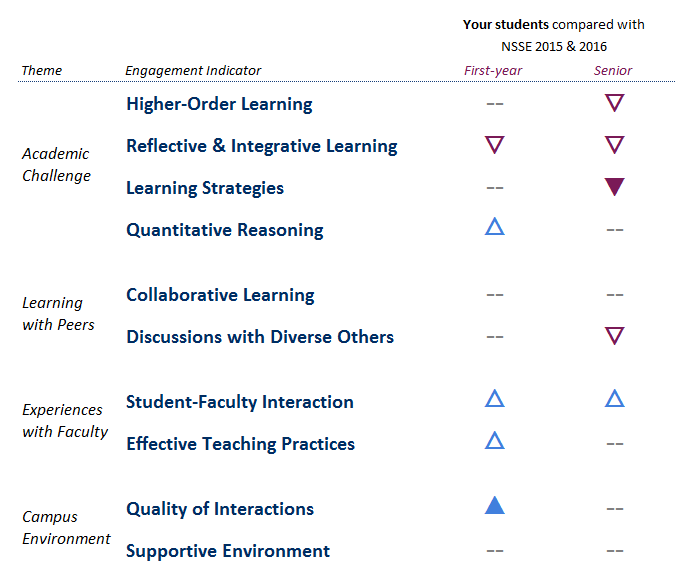 Your students compared with
NSSE 2015 & 2016
Theme Engagement Indicator First-year Senior
Higher-Order Learning -- ▽
Academic
Challenge
Reflective & Integrative Learning ▽ ▽
Learning Strategies -- ▼
Quantitative Reasoning △ --
Learning
with Peers
Collaborative Learning -- --
Discussions with Diverse Others -- ▽
Experiences
with Faculty
Student-Faculty Interaction △ △
Effective Teaching Practices △ --
Campus
Environment
Quality of Interactions ▲ --
Supportive Environment -- --